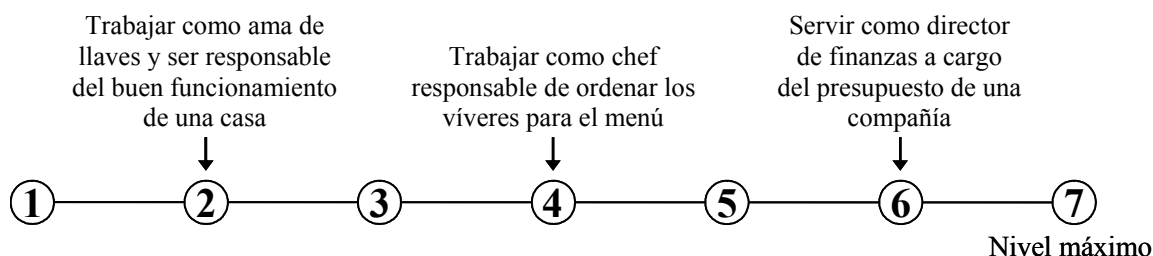 Trabajar como ama de
llaves y ser responsable
del buen funcionamiento
de una casa
Trabajar como chef
responsable de ordenar los
víveres para el menú
Servir como director
de finanzas a cargo
del presupuesto de una
compañía
1 2 3 4 5 6 7
Nivel máximo